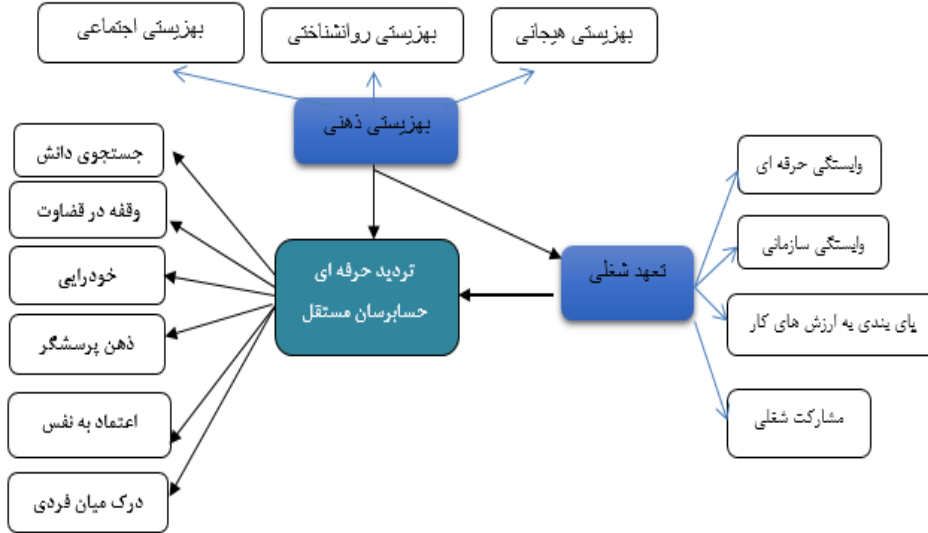 بهزیستی هیجانی
بهزیستی روانشناختی
بهزیستی اجتماعی
بهزیستی ذهنی
جستجوی دانش
وقفه در قضاوت
خودرایی
ذهن پرسشگر
اعتماد به نفس
درک میان فردی
تردید حرفه ای
حسابرسان مستقل
تعهد شغلی
وابستگی حرفه ای
وابستگی سازمانی
پای بندی به ارزش های کار
مشارکت شغلی